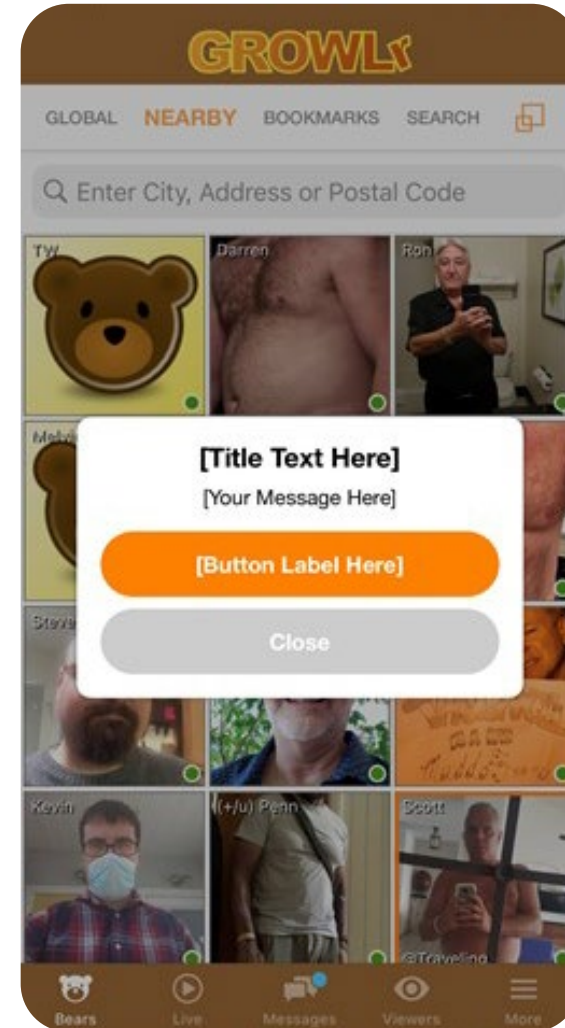 GROWLr
GLOBAL NEARBY BOOKMARKS SEARCH
Enter City, Address or Postal Code
TW Darren Ron
[Title Text Here]
[Your Message Here]
[Button Label Here]
Close
Kevin (+/u) Penn Scott
@Traveling
Bears Live Messages Viewers More